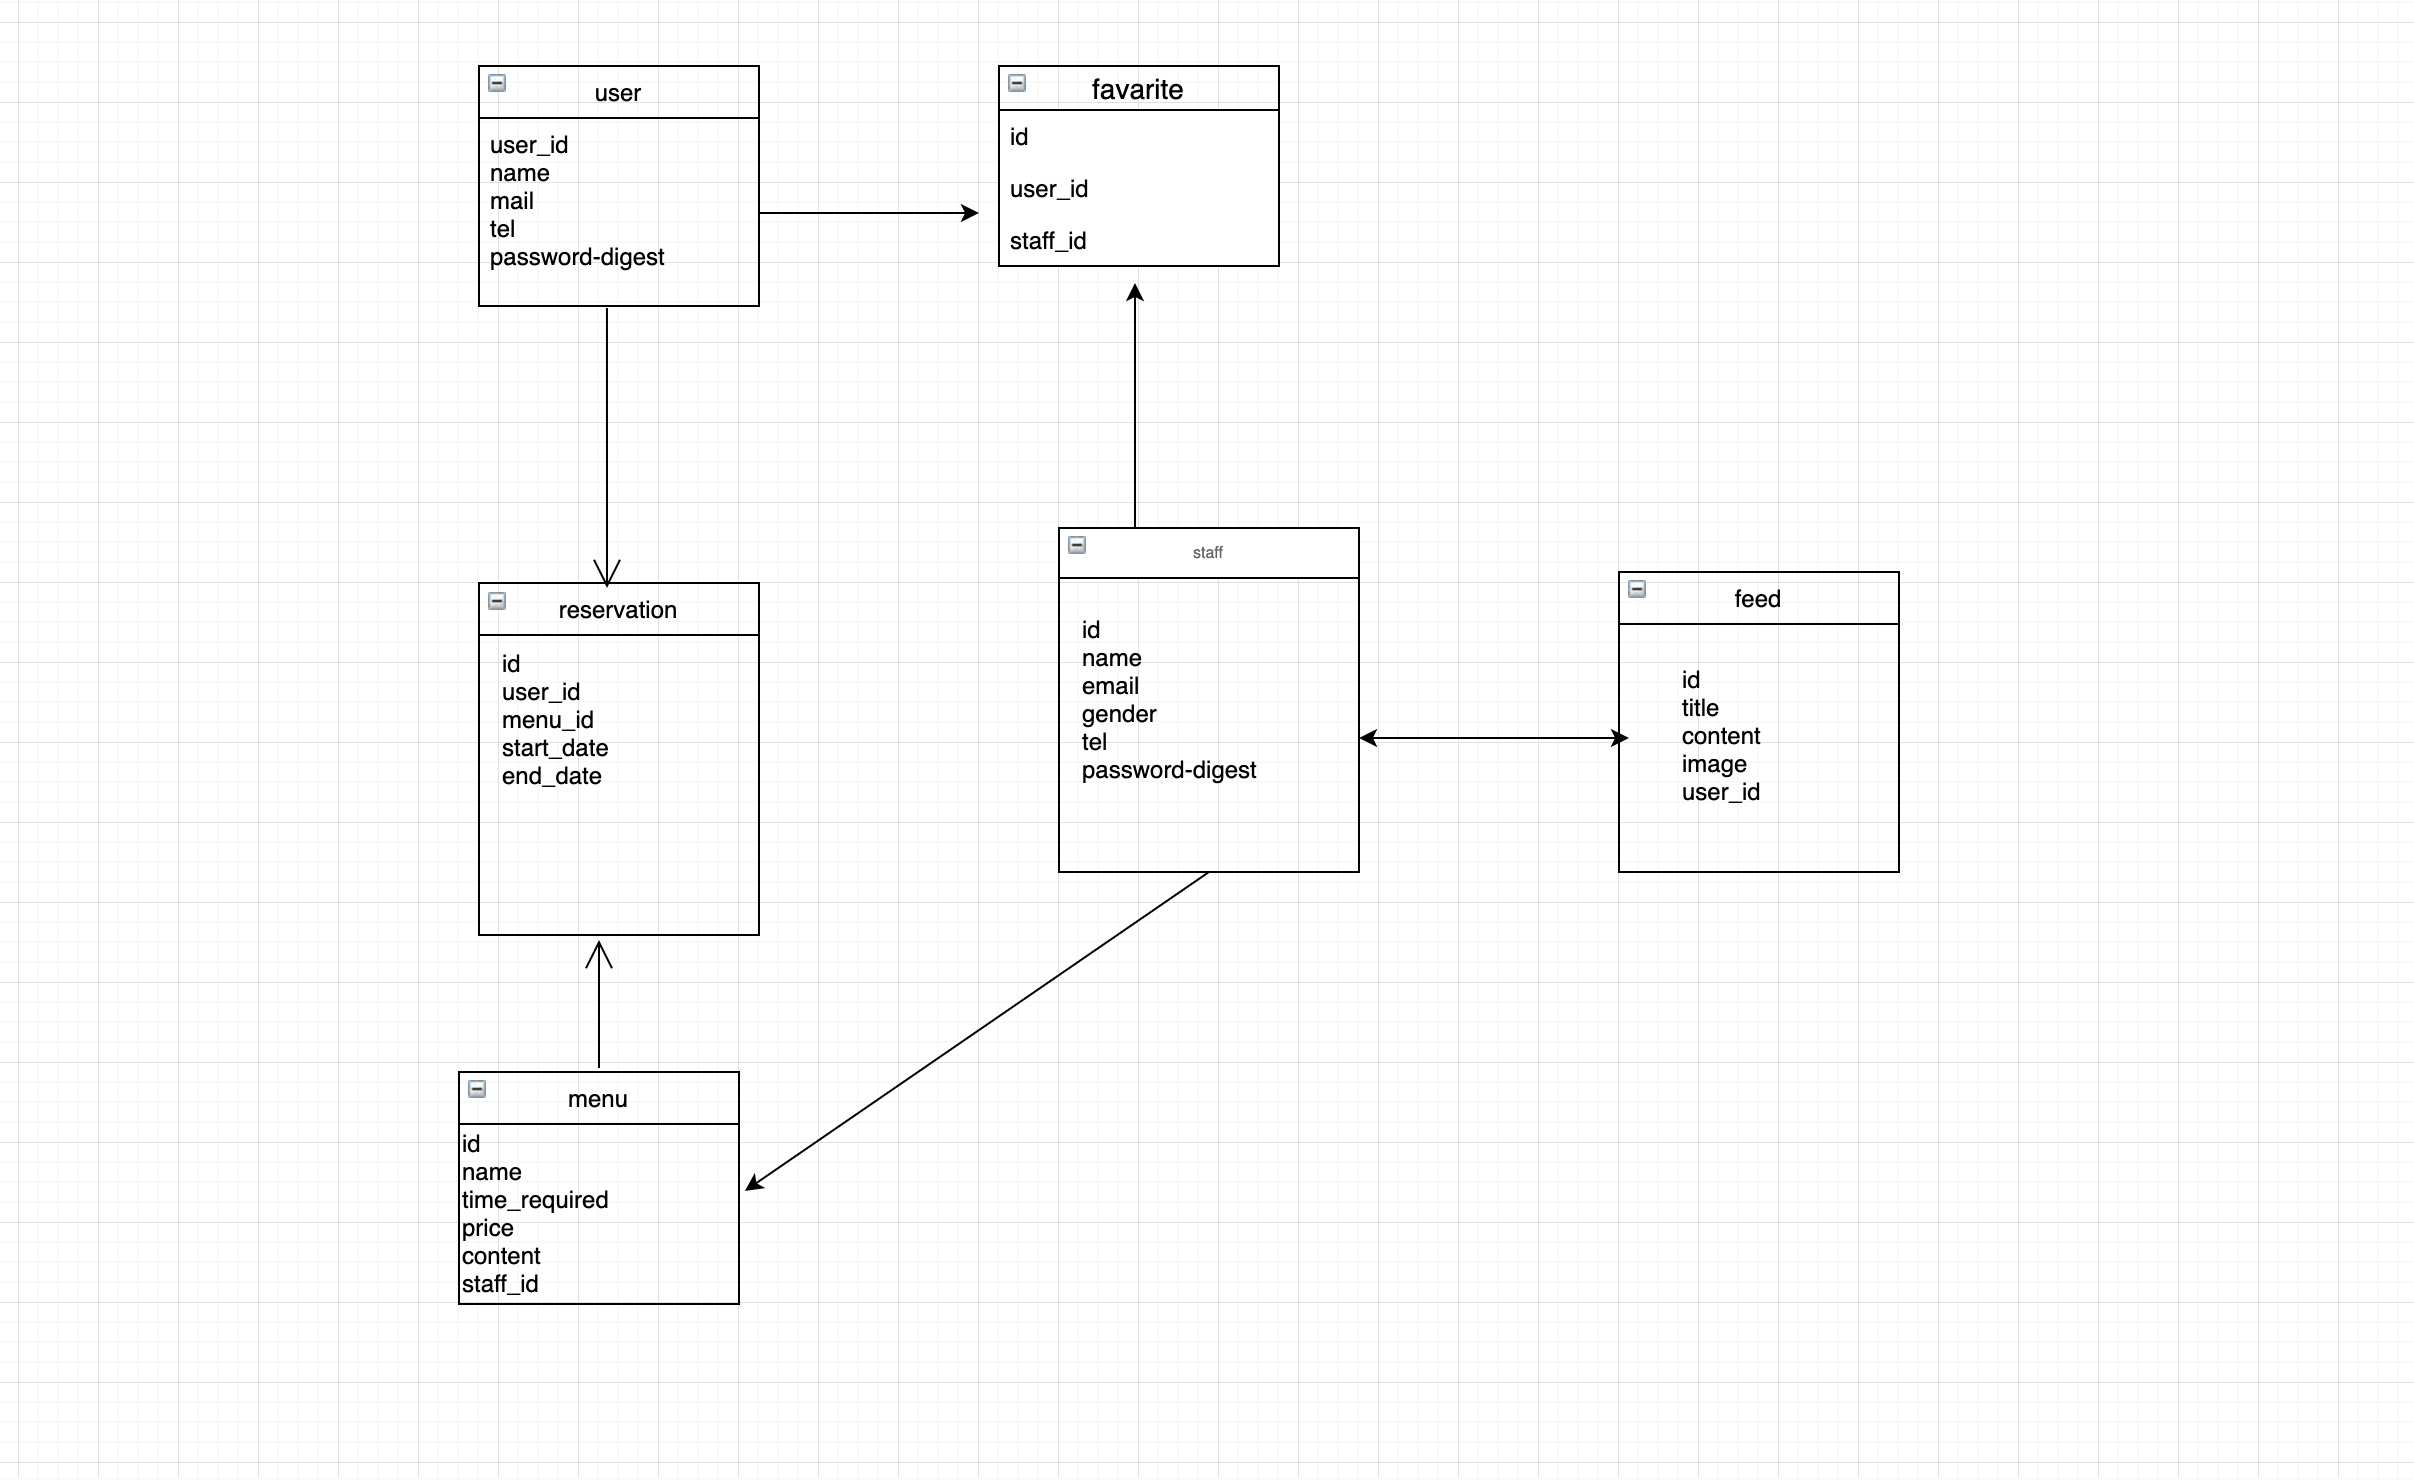 user
user_id
name
mail
tel
password-digest
favarite
id
user_id
staff_id
reservation
id
user_id
menu_id
start_date
end_date
staff
id
name
email
gender
tel
password-digest
feed
id
title
content
image
user_id
menu
id
name
time_required
price
content
staff_id